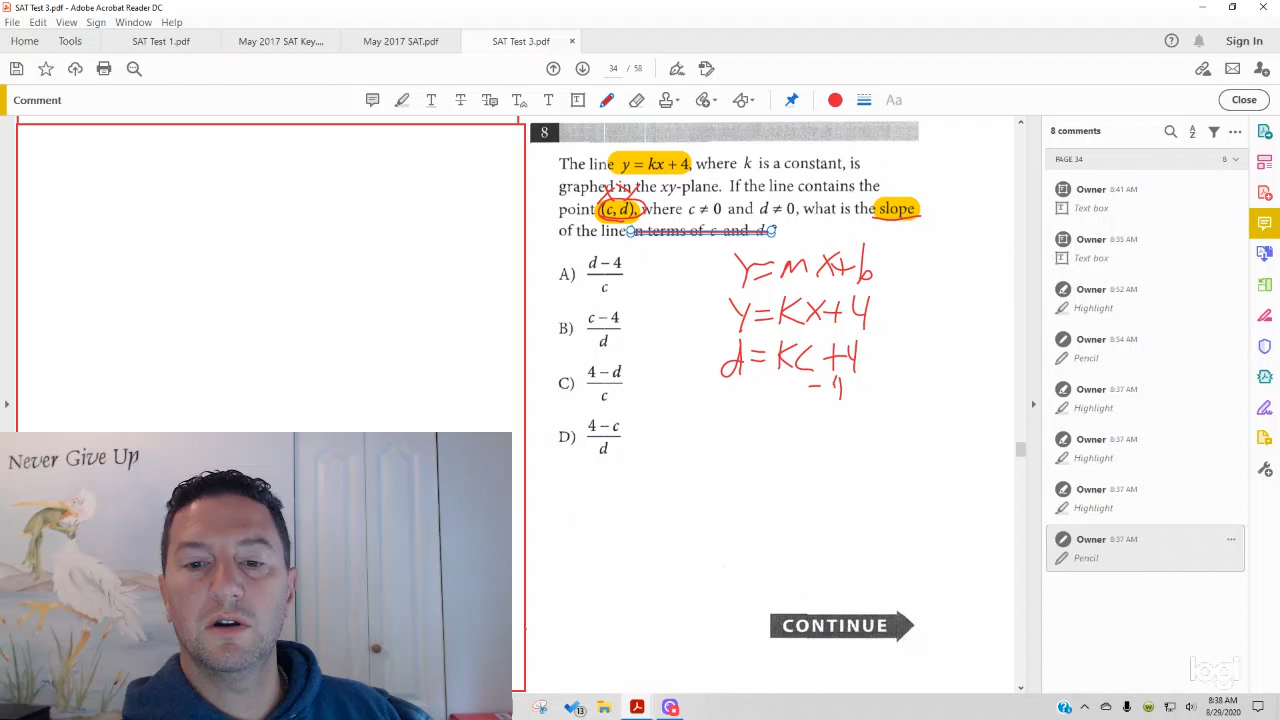 SAT Test 3.pdf - Adobe Acrobat Reader DC
File Edit View Sign Window Help
Home Tools SAT Test 1.pdf May 2017 SAT Key... May 2017 SAT.pdf SAT Test 3.pdf × Sign In
34 / 58
Comment Aa Close
8
The line y = kx + 4, where k is a constant, is
graphed in the xy-plane. If the line contains the
x y
point (c, d), where c ≠ 0 and d ≠ 0, what is the slope
of the line in terms of c and d ?
A) d − 4 / c
B) c − 4 / d
C) 4 − d / c
D) 4 − c / d
y = m x + b
y = Kx + 4
d = Kc + 4
CONTINUE
8 comments
PAGE 34 8
Owner 8:41 AM
Text box
Owner 8:35 AM
Text box
Owner 8:52 AM
Highlight
Owner 8:54 AM
Pencil
Owner 8:37 AM
Highlight
Owner 8:37 AM
Highlight
Owner 8:37 AM
Highlight
Owner 8:37 AM
Pencil
Never Give Up
logi
13
8:38 AM
8/29/2020